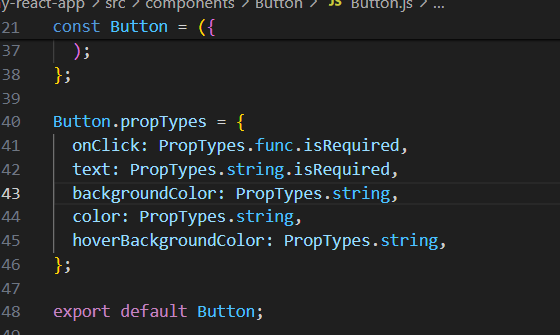 y-react-app > src > components > Button > JS Button.js > ...
21 const Button = ({
37 );
38 };
39
40 Button.propTypes = {
41 onClick: PropTypes.func.isRequired,
42 text: PropTypes.string.isRequired,
43 backgroundColor: PropTypes.string,
44 color: PropTypes.string,
45 hoverBackgroundColor: PropTypes.string,
46 };
47
48 export default Button;